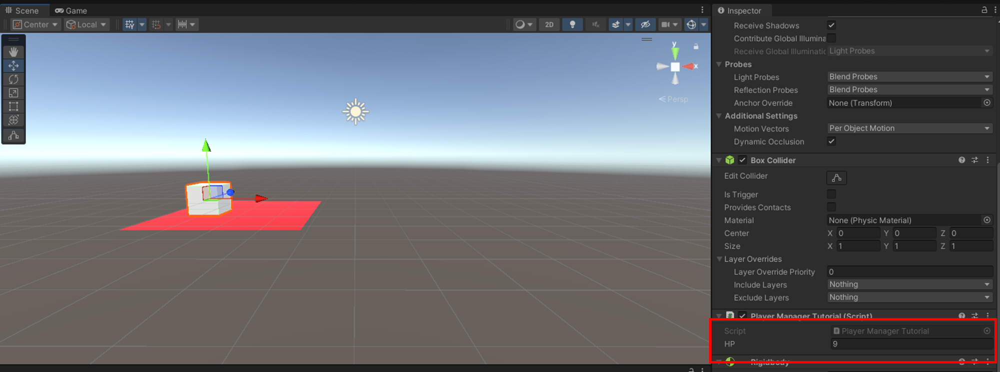 Scene
Game
Inspector
Center
Local
2D
y
x
Persp
Receive Shadows
Contribute Global Illumina
Receive Global Illuminatic
Light Probes
Probes
Light Probes
Blend Probes
Reflection Probes
Blend Probes
Anchor Override
None (Transform)
Additional Settings
Motion Vectors
Per Object Motion
Dynamic Occlusion
Box Collider
Edit Collider
Is Trigger
Provides Contacts
Material
None (Physic Material)
Center
X 0 Y 0 Z 0
Size
X 1 Y 1 Z 1
Layer Overrides
Layer Override Priority
0
Include Layers
Nothing
Exclude Layers
Nothing
Player Manager Tutorial (Script)
Script
Player Manager Tutorial
HP
9
Rigidbody